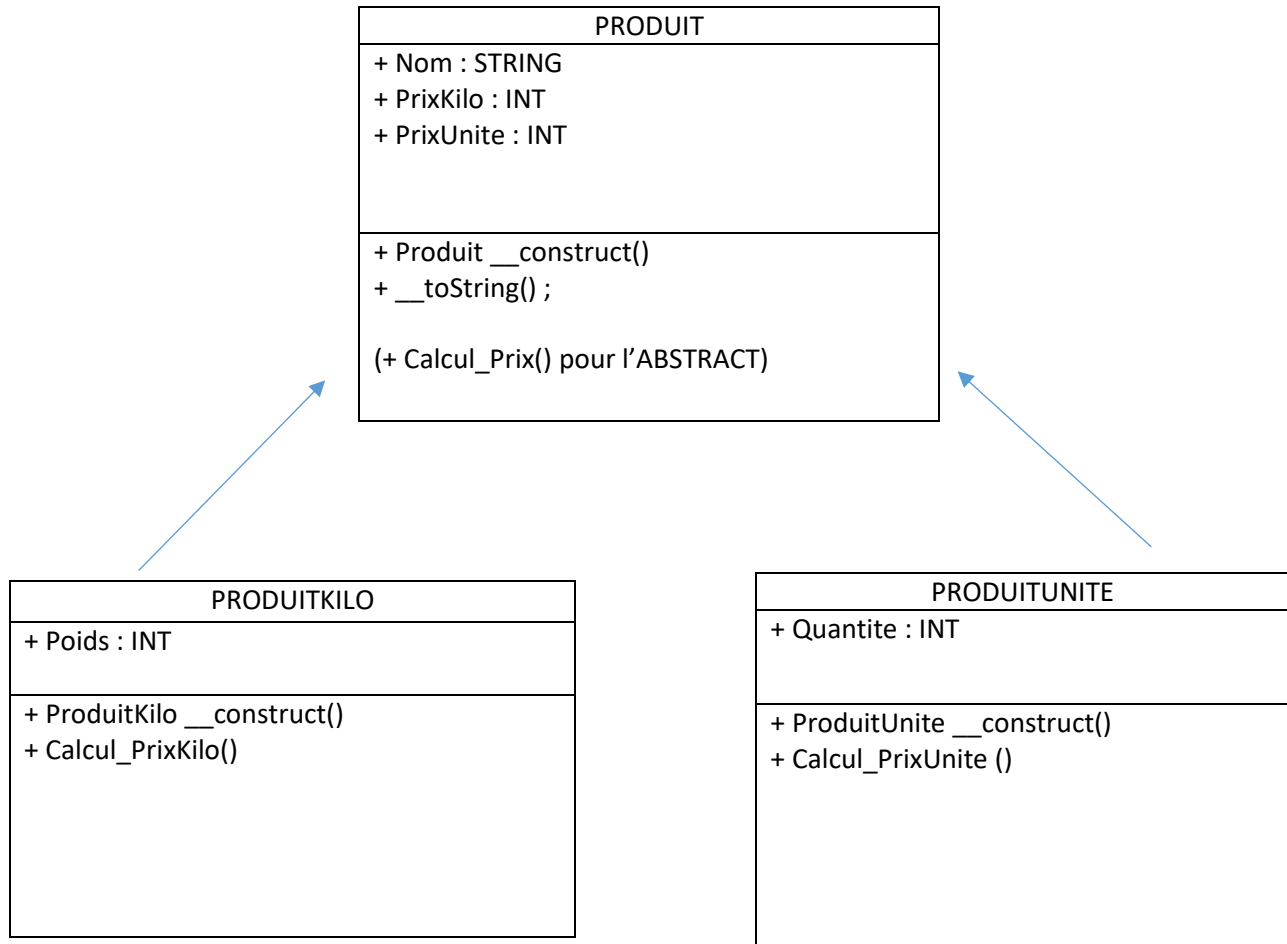 PRODUIT
+ Nom : STRING
+ PrixKilo : INT
+ PrixUnite : INT
+ Produit __construct()
+ __toString() ;
(+ Calcul_Prix() pour l’ABSTRACT)
PRODUITKILO
+ Poids : INT
+ ProduitKilo __construct()
+ Calcul_PrixKilo()
PRODUITUNITE
+ Quantite : INT
+ ProduitUnite __construct()
+ Calcul_PrixUnite ()